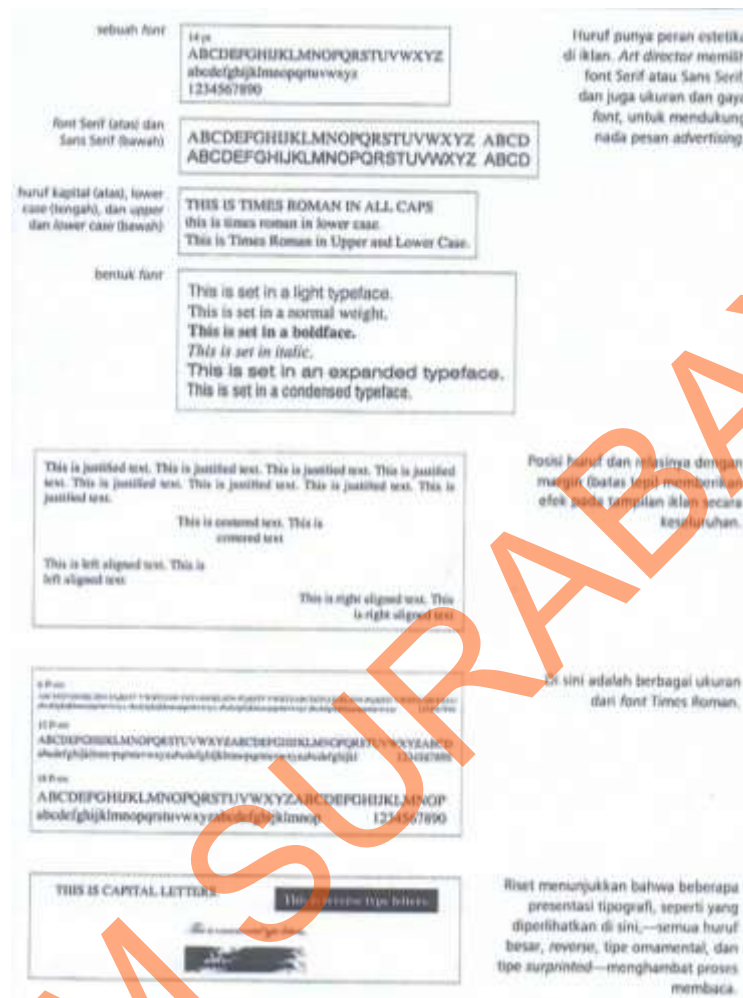 sebuah font
14 pt
ABCDEFGHIJKLMNOPQRSTUVWXYZ
abcdefghijklmnopqrstuvwxyz
1234567890
Huruf punya peran estetika
di iklan. Art director memilih
font Serif atau Sans Serif,
dan juga ukuran dan gaya
font, untuk mendukung
nada pesan advertising.
font Serif (atas) dan
Sans Serif (bawah)
ABCDEFGHIJKLMNOPQRSTUVWXYZ ABCD
ABCDEFGHIJKLMNOPQRSTUVWXYZ ABCD
huruf kapital (atas), lower
case (tengah), dan upper
dan lower case (bawah)
THIS IS TIMES ROMAN IN ALL CAPS
this is times roman in lower case.
This is Times Roman in Upper and Lower Case.
bentuk font
This is set in a light typeface.
This is set in a normal weight.
This is set in a boldface.
This is set in italic.
This is set in an expanded typeface.
This is set in a condensed typeface.
This is justified text. This is justified text. This is justified text. This is justified
text. This is justified text. This is justified text. This is justified text. This is
justified text.
This is centered text. This is
centered text
This is left aligned text. This is
left aligned text
This is right aligned text. This
is right aligned text
Posisi huruf dan relasinya dengan
margin (batas tepi) memberikan
efek pada tampilan iklan secara
keseluruhan.
6 Point
12 Point
ABCDEFGHIJKLMNOPQRSTUVWXYZABCDEFGHIJKLMNOPQRSTUVWXYZABCD
1234567890
18 Point
ABCDEFGHIJKLMNOPQRSTUVWXYZABCDEFGHIJKLMNOP
abcdefghijklmnopqrstuvwxyzabcdefghijklmnop 1234567890
Di sini adalah berbagai ukuran
dari font Times Roman.
THIS IS CAPITAL LETTERS
This is reverse type letters
Riset menunjukkan bahwa beberapa
presentasi tipografi, seperti yang
diperlihatkan di sini,—semua huruf
besar, reverse, tipe ornamental, dan
tipe surprinted—menghambat proses
membaca.
M SURABAYA